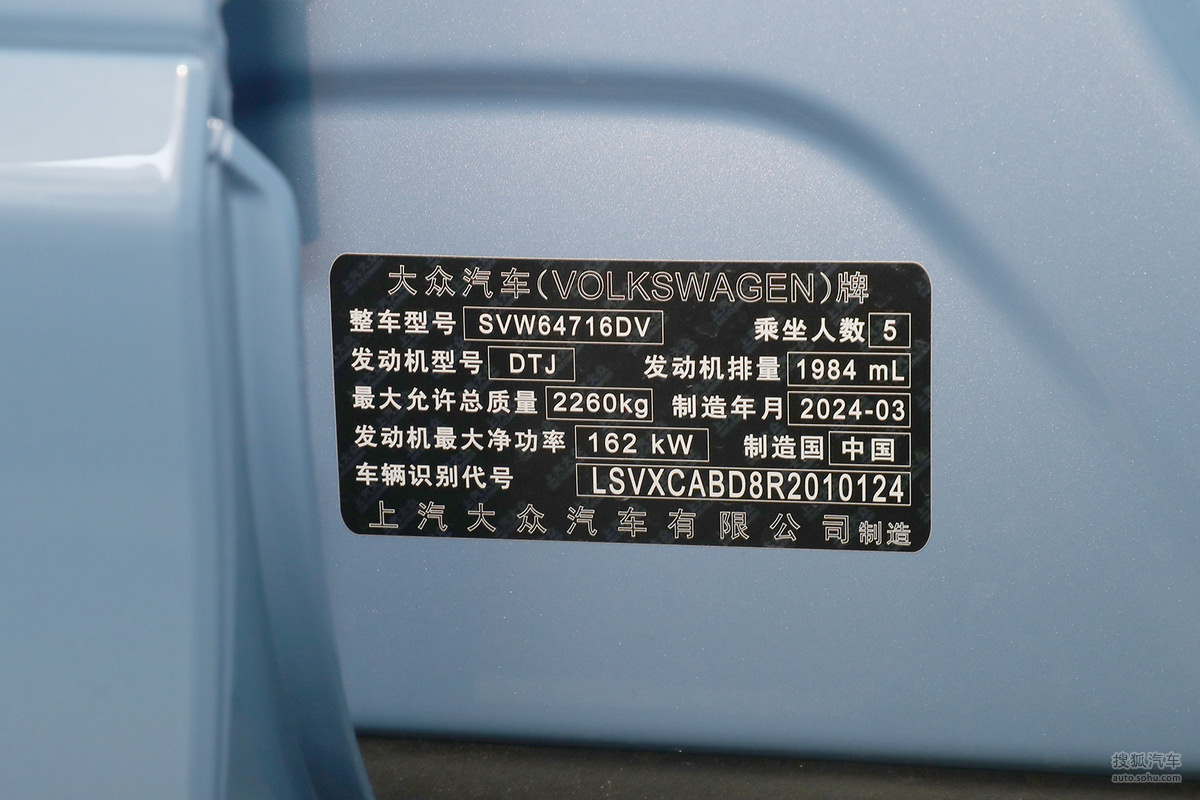 大众汽车(VOLKSWAGEN)牌
整车型号 SVW64716DV 乘坐人数 5
发动机型号 DTJ 发动机排量 1984 mL
最大允许总质量 2260kg 制造年月 2024-03
发动机最大净功率 162 kW 制造国 中国
车辆识别代号 LSVXCABD8R2010124
上汽大众汽车有限公司制造
搜狐汽车
auto.sohu.com